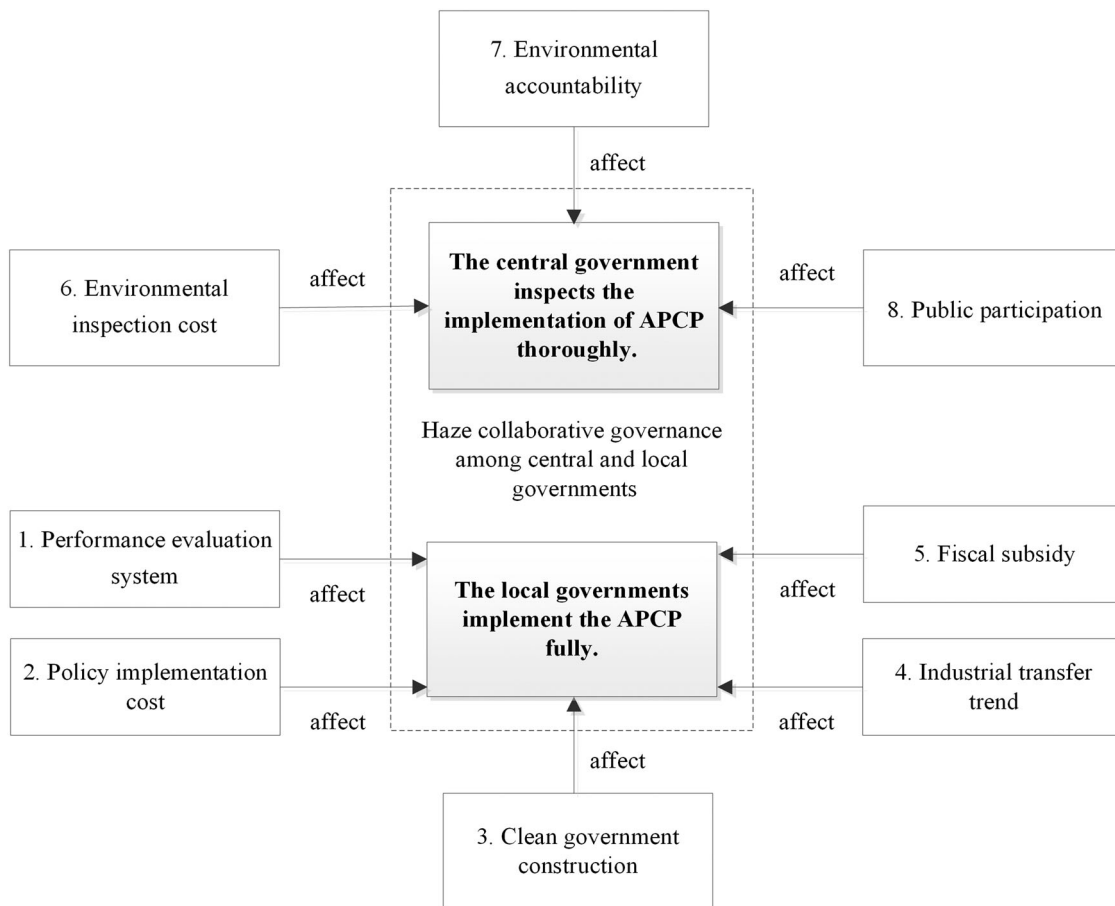 7. Environmental
accountability
affect
The central government
inspects the
implementation of APCP
thoroughly.
6. Environmental
inspection cost
affect
affect
8. Public participation
Haze collaborative governance
among central and local
governments
1. Performance evaluation
system
affect
The local governments
implement the APCP
fully.
5. Fiscal subsidy
affect
2. Policy implementation
cost
affect
4. Industrial transfer
trend
affect
affect
3. Clean government
construction